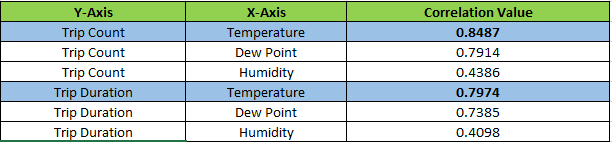 Y-Axis X-Axis Correlation Value
Trip Count Temperature 0.8487
Trip Count Dew Point 0.7914
Trip Count Humidity 0.4386
Trip Duration Temperature 0.7974
Trip Duration Dew Point 0.7385
Trip Duration Humidity 0.4098